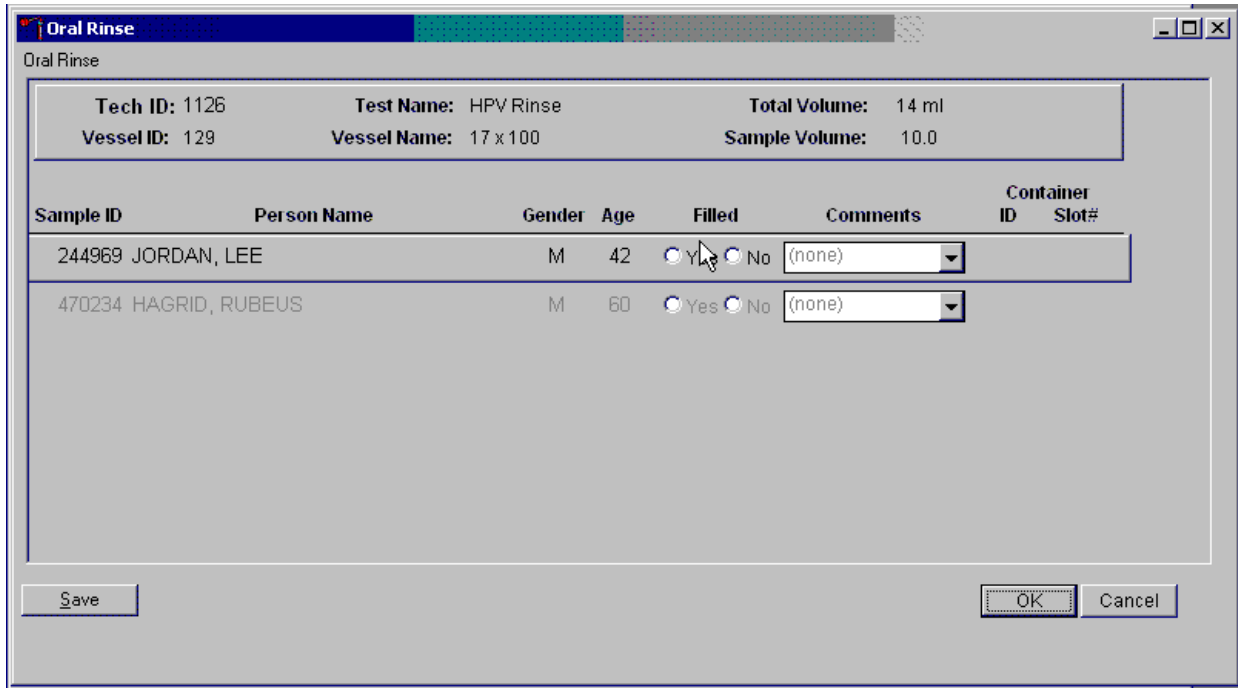 Oral Rinse
Oral Rinse
Tech ID: 1126 Test Name: HPV Rinse Total Volume: 14 ml
Vessel ID: 129 Vessel Name: 17 x 100 Sample Volume: 10.0
Container
Sample ID Person Name Gender Age Filled Comments ID Slot#
244969 JORDAN, LEE M 42 Y No (none)
470234 HAGRID, RUBEUS M 60 Yes No (none)
Save OK Cancel